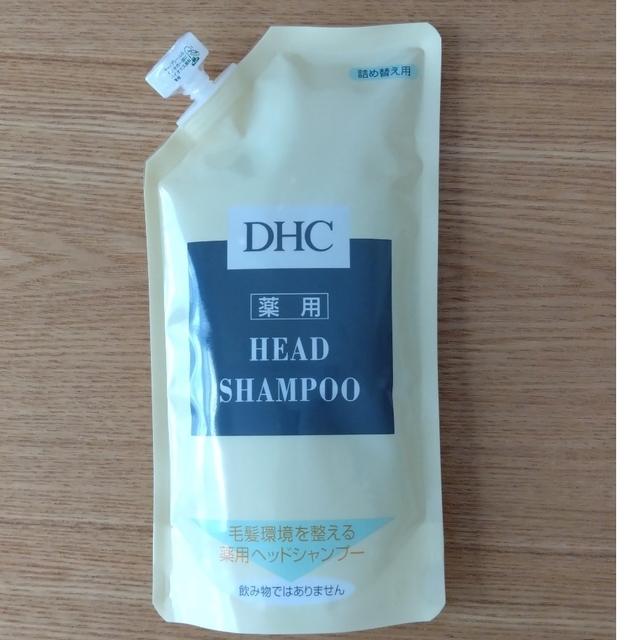 詰め替え用
DHC
薬用
HEAD
SHAMPOO
毛髪環境を整える
薬用ヘッドシャンプー
飲み物ではありません